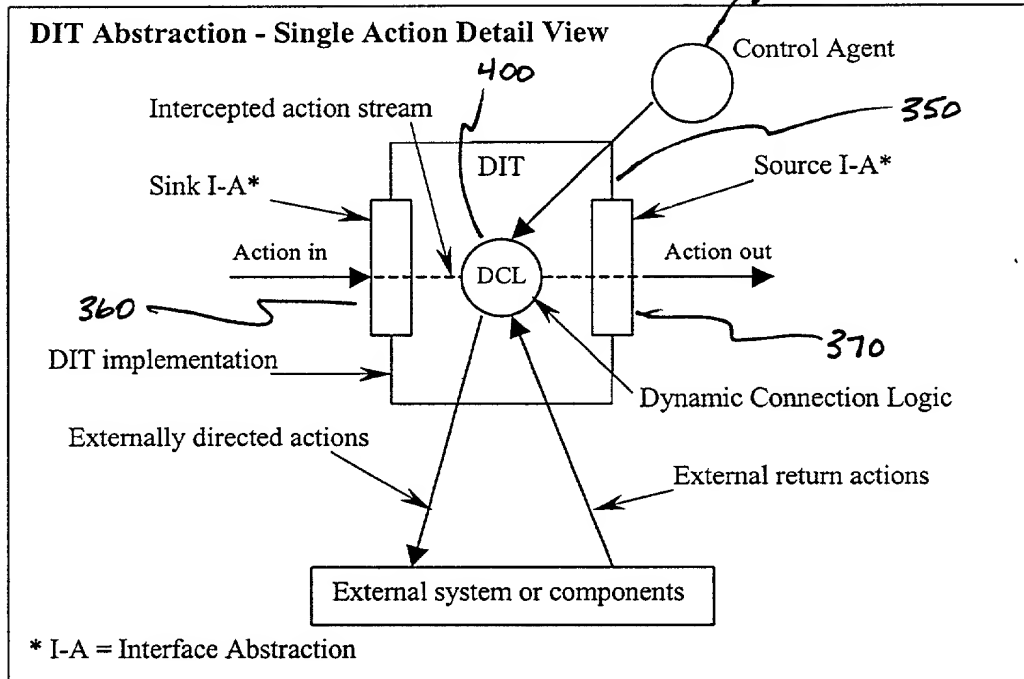 DIT Abstraction - Single Action Detail View
400
Control Agent
Intercepted action stream
350
DIT
Source I-A*
Sink I-A*
Action in
Action out
DCL
360
370
DIT implementation
Dynamic Connection Logic
Externally directed actions
External return actions
External system or components
* I-A = Interface Abstraction